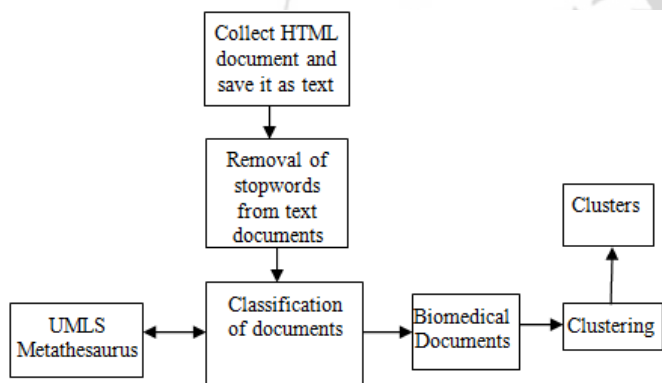 Collect HTML
document and
save it as text
Removal of
stopwords
from text
documents
Clusters
Classification
of documents
UMLS
Metathesaurus
Biomedical
Documents
Clustering